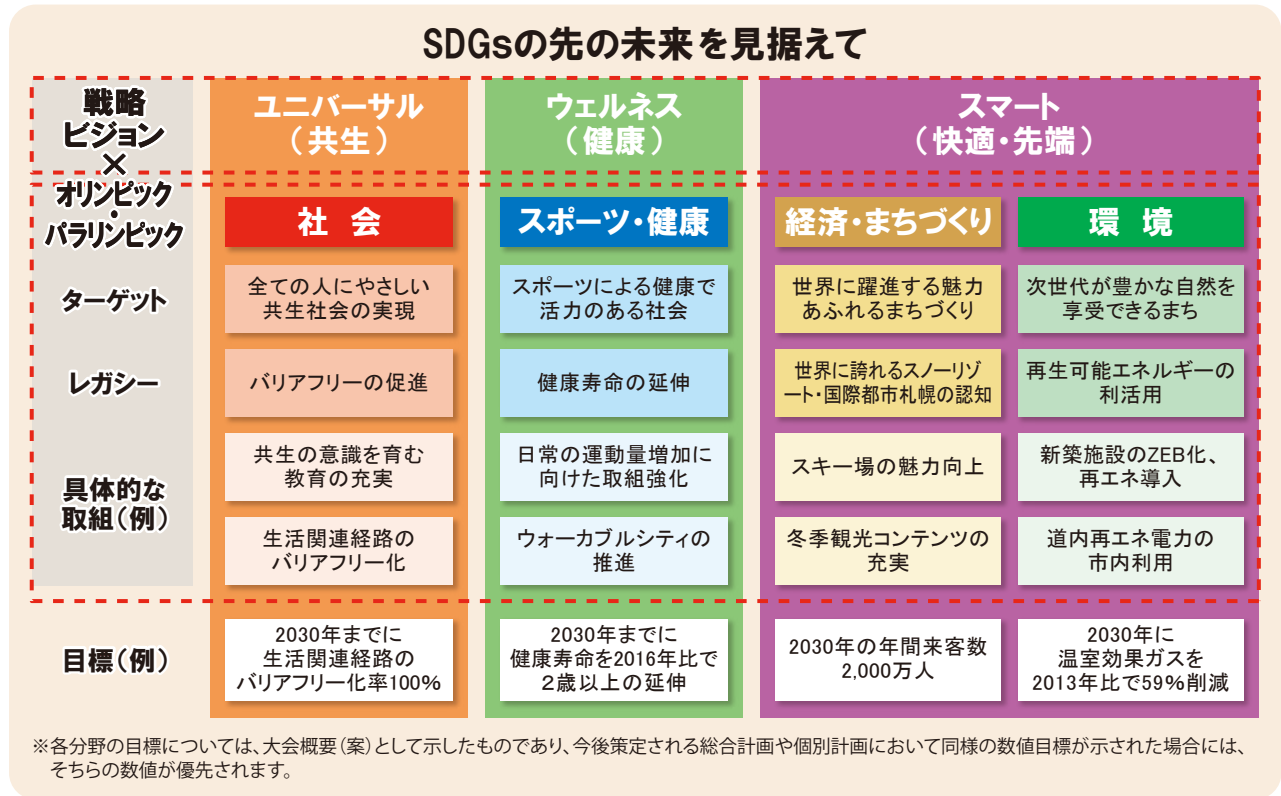 SDGsの先の未来を見据えて
戦略
ビジョン
×
オリンピック
・
パラリンピック
ユニバーサル
（共生）
ウェルネス
（健康）
スマート
（快適・先端）
社会
スポーツ・健康
経済・まちづくり
環境
ターゲット
全ての人にやさしい
共生社会の実現
スポーツによる健康で
活力のある社会
世界に躍進する魅力
あふれるまちづくり
次世代が豊かな自然を
享受できるまち
レガシー
バリアフリーの促進
健康寿命の延伸
世界に誇れるスノーリゾ
ート・国際都市札幌の認知
再生可能エネルギーの
利活用
具体的な
取組（例）
共生の意識を育む
教育の充実
日常の運動量増加に
向けた取組強化
スキー場の魅力向上
新築施設のZEB化、
再エネ導入
生活関連経路の
バリアフリー化
ウォーカブルシティの
推進
冬季観光コンテンツの
充実
道内再エネ電力の
市内利用
目標（例）
2030年までに
生活関連経路の
バリアフリー化率100%
2030年までに
健康寿命を2016年比で
２歳以上の延伸
2030年の年間来客数
2,000万人
2030年に
温室効果ガスを
2013年比で59%削減
※各分野の目標については、大会概要（案）として示したものであり、今後策定される総合計画や個別計画において同様の数値目標が示された場合には、
そちらの数値が優先されます。